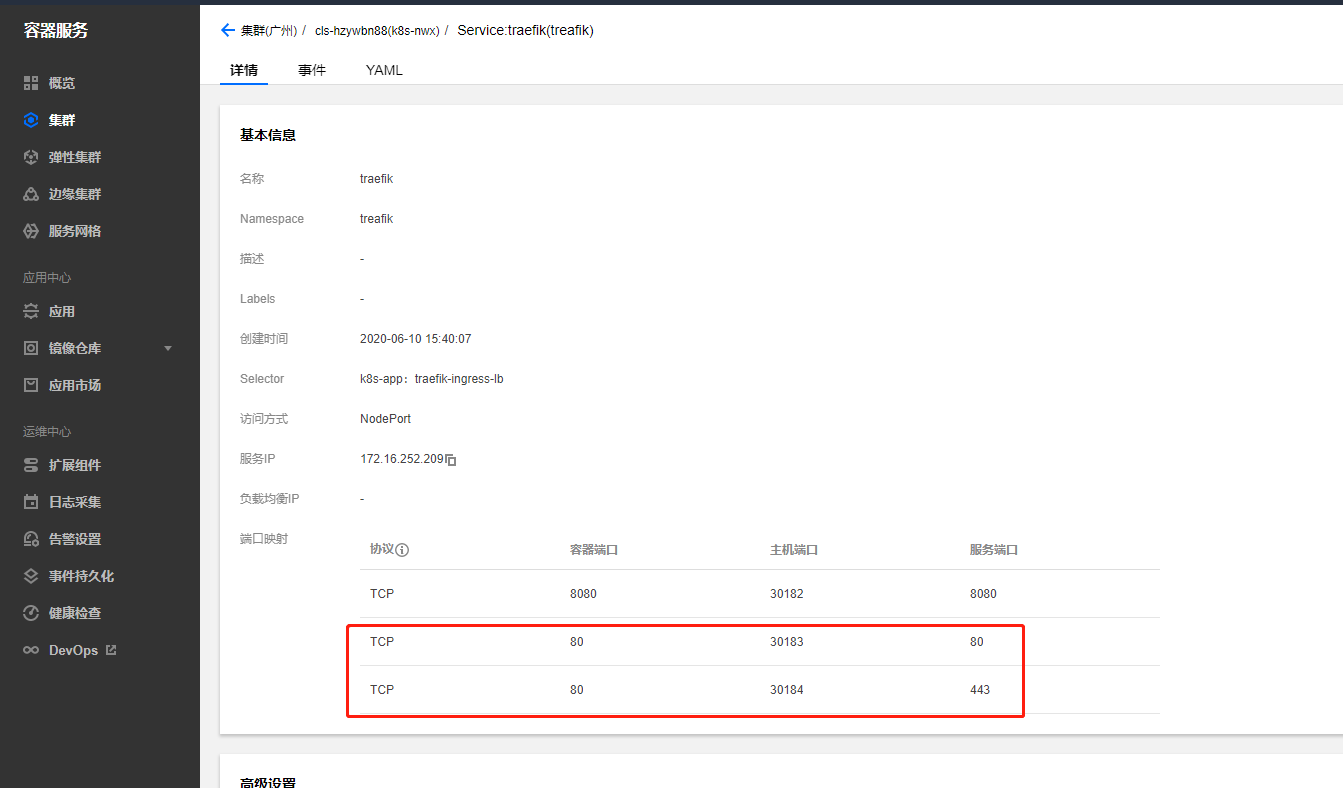 容器服务
概览
集群
弹性集群
边缘集群
服务网格
应用中心
应用
镜像仓库
应用市场
运维中心
扩展组件
日志采集
告警设置
事件持久化
健康检查
DevOps
集群(广州) / cls-hzywbn88(k8s-nwx) / Service:traefik(treafik)
详情 事件 YAML
基本信息
名称 traefik
Namespace treafik
描述 -
Labels -
创建时间 2020-06-10 15:40:07
Selector k8s-app：traefik-ingress-lb
访问方式 NodePort
服务IP 172.16.252.209
负载均衡IP -
端口映射
协议 容器端口 主机端口 服务端口
TCP 8080 30182 8080
TCP 80 30183 80
TCP 80 30184 443
高级设置